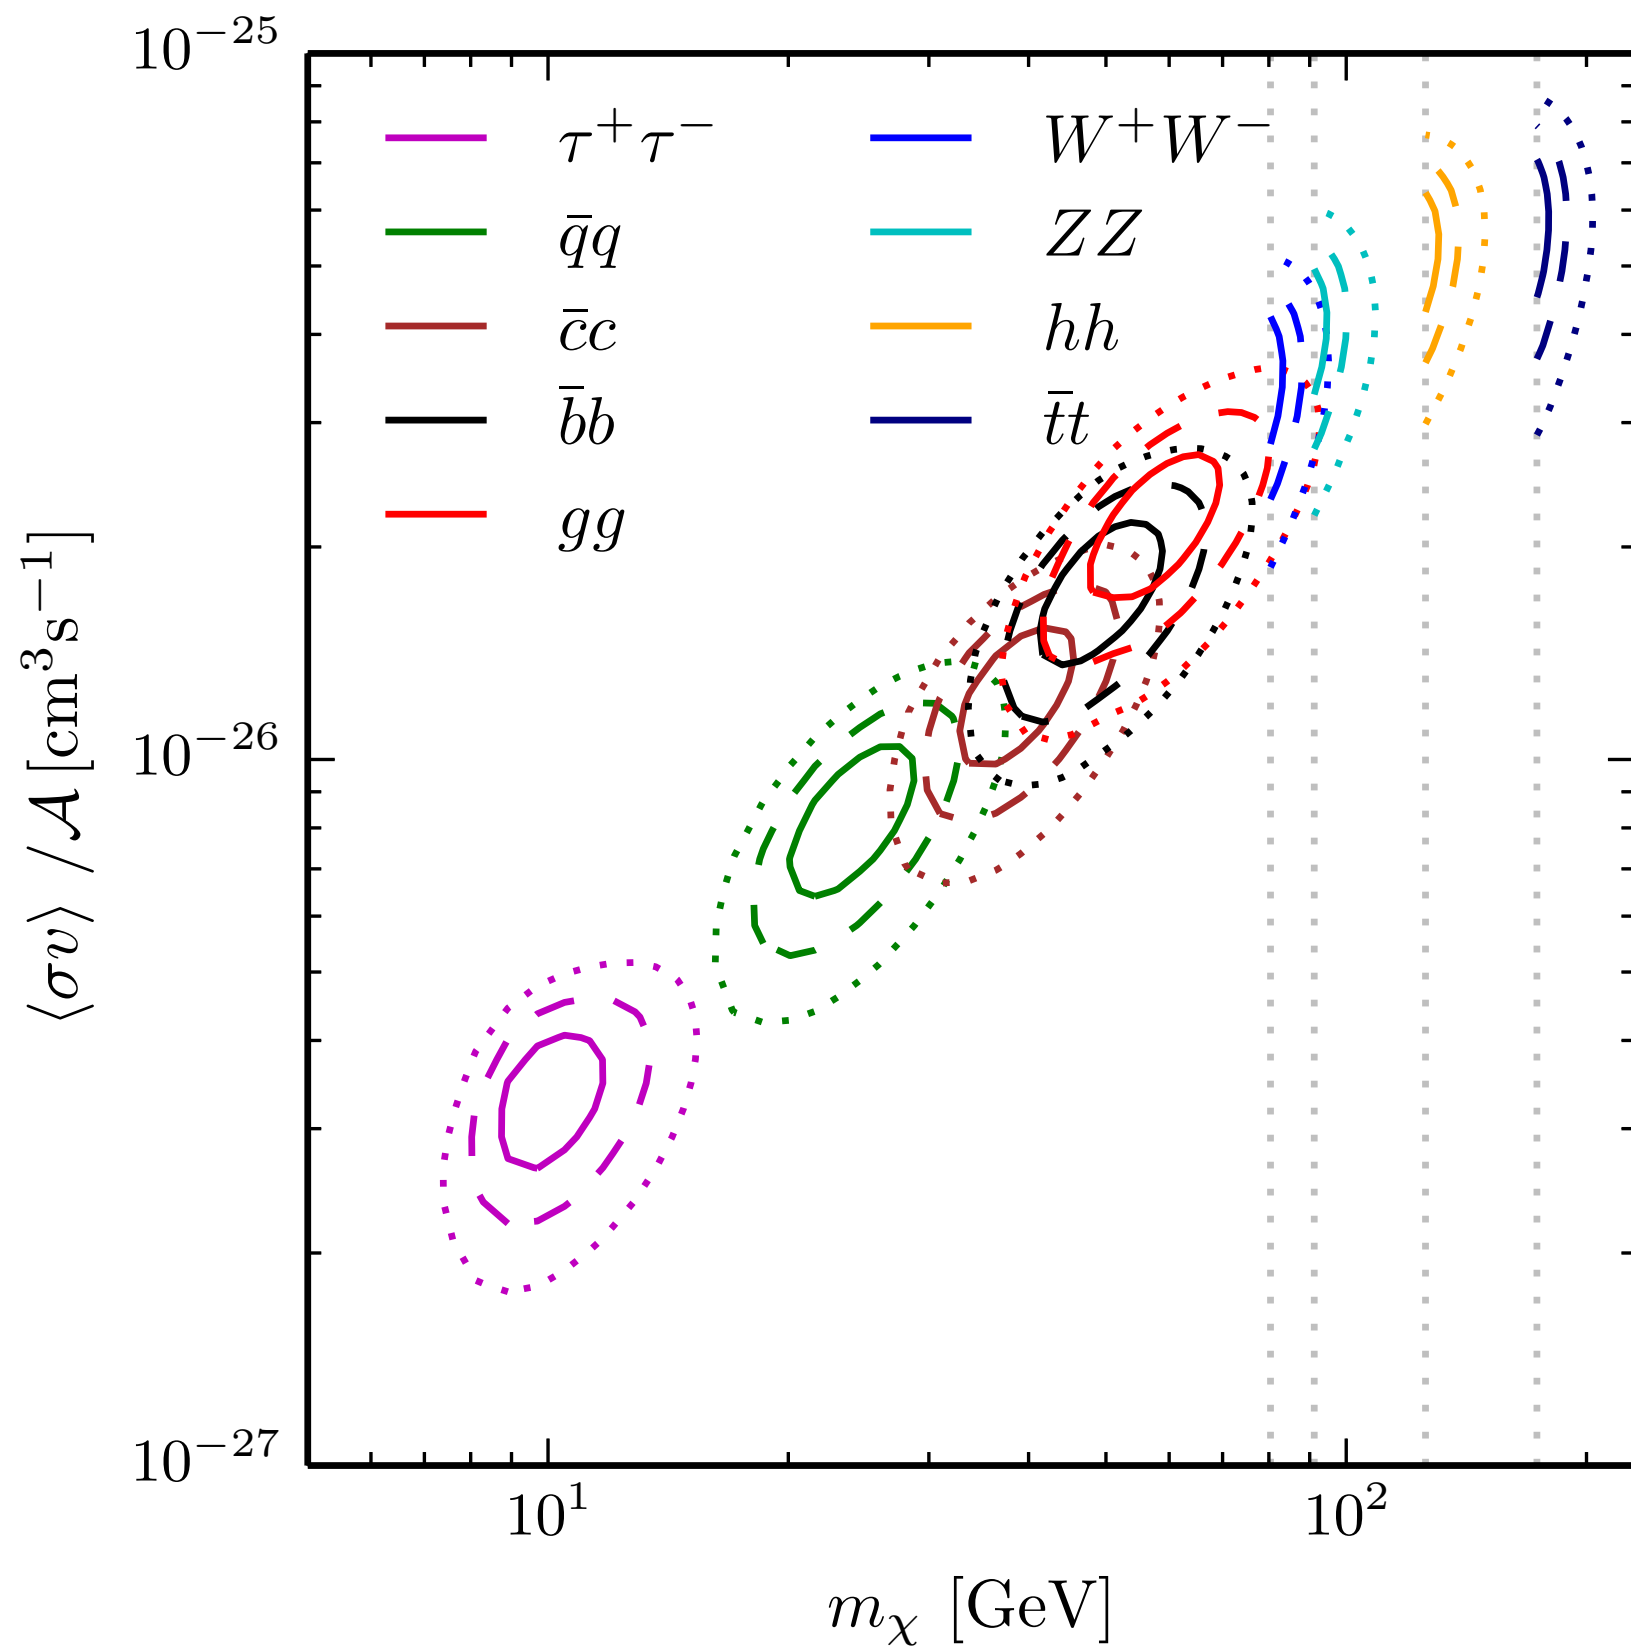 10⁻²⁵
τ⁺τ⁻
W⁺W⁻
q̄q
ZZ
c̄c
hh
b̄b
t̄t
gg
⟨σv⟩ / 𝒜 [cm³s⁻¹]
10⁻²⁶
10⁻²⁷
10¹
10²
m_χ [GeV]